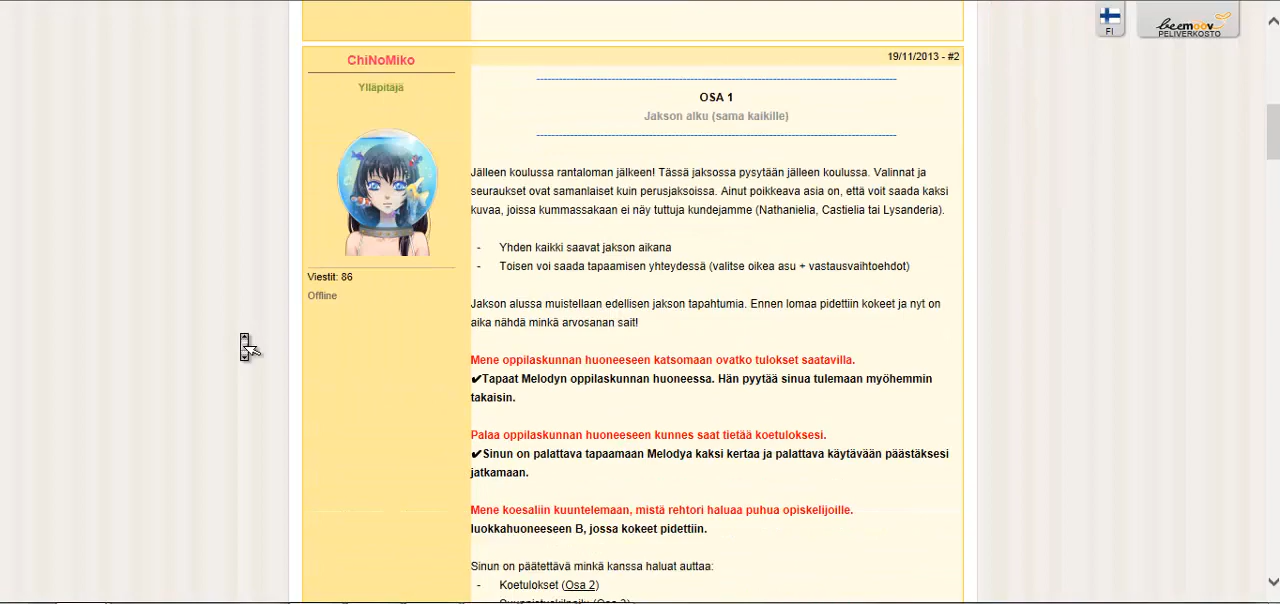 FI
beemoov
PELIVERKOSTO
ChiNoMiko
19/11/2013 - #2
Ylläpitäjä
OSA 1
Jakson alku (sama kaikille)
Jälleen koulussa rantaloman jälkeen! Tässä jaksossa pysytään jälleen koulussa. Valinnat ja
seuraukset ovat samanlaiset kuin perusjaksoissa. Ainut poikkeava asia on, että voit saada kaksi
kuvaa, joissa kummassakaan ei näy tuttuja kundejamme (Nathanielia, Castielia tai Lysanderia).
- Yhden kaikki saavat jakson aikana
- Toisen voi saada tapaamisen yhteydessä (valitse oikea asu + vastausvaihtoehdot)
Viestit: 86
Offline
Jakson alussa muistellaan edellisen jakson tapahtumia. Ennen lomaa pidettiin kokeet ja nyt on
aika nähdä minkä arvosanan sait!
Mene oppilaskunnan huoneeseen katsomaan ovatko tulokset saatavilla.
✔Tapaat Melodyn oppilaskunnan huoneessa. Hän pyytää sinua tulemaan myöhemmin
takaisin.
Palaa oppilaskunnan huoneeseen kunnes saat tietää koetuloksesi.
✔Sinun on palattava tapaamaan Melodya kaksi kertaa ja palattava käytävään päästäksesi
jatkamaan.
Mene koesaliin kuuntelemaan, mistä rehtori haluaa puhua opiskelijoille.
luokkahuoneeseen B, jossa kokeet pidettiin.
Sinun on päätettävä minkä kanssa haluat auttaa:
- Koetulokset (Osa 2)